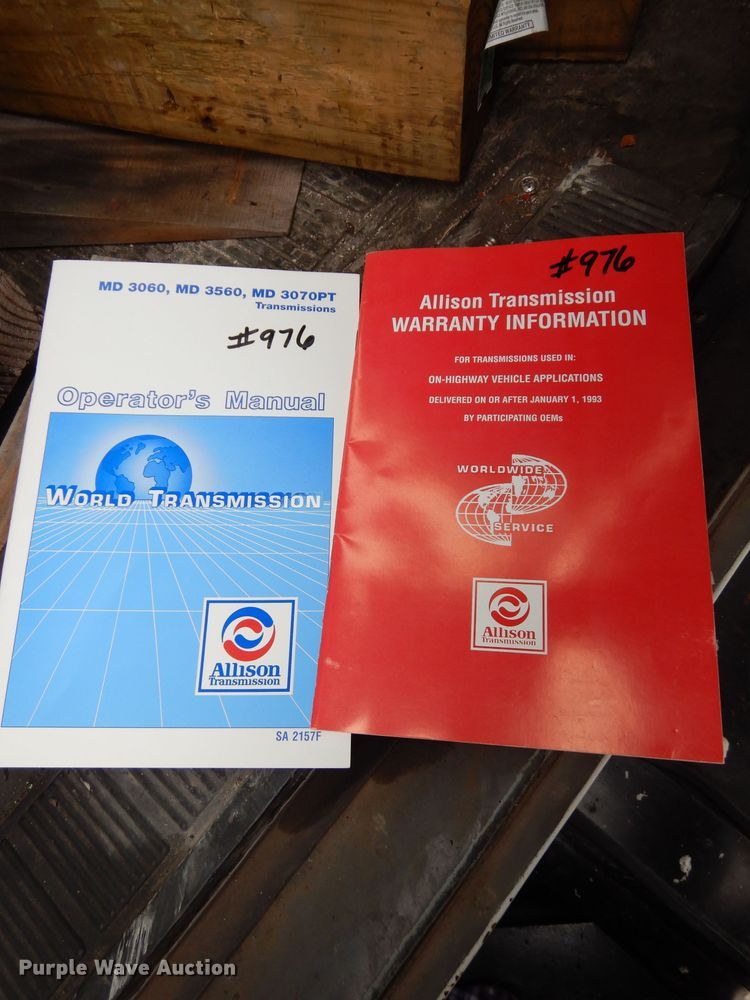 LIMITED WARRANTY
MD 3060, MD 3560, MD 3070PT
Transmissions
#976
Operator's Manual
WORLD TRANSMISSION
Allison
Transmission
SA 2157F
#976
Allison Transmission
WARRANTY INFORMATION
FOR TRANSMISSIONS USED IN:
ON-HIGHWAY VEHICLE APPLICATIONS
DELIVERED ON OR AFTER JANUARY 1, 1993
BY PARTICIPATING OEMs
WORLDWIDE
SERVICE
Allison
Transmission
Purple Wave Auction